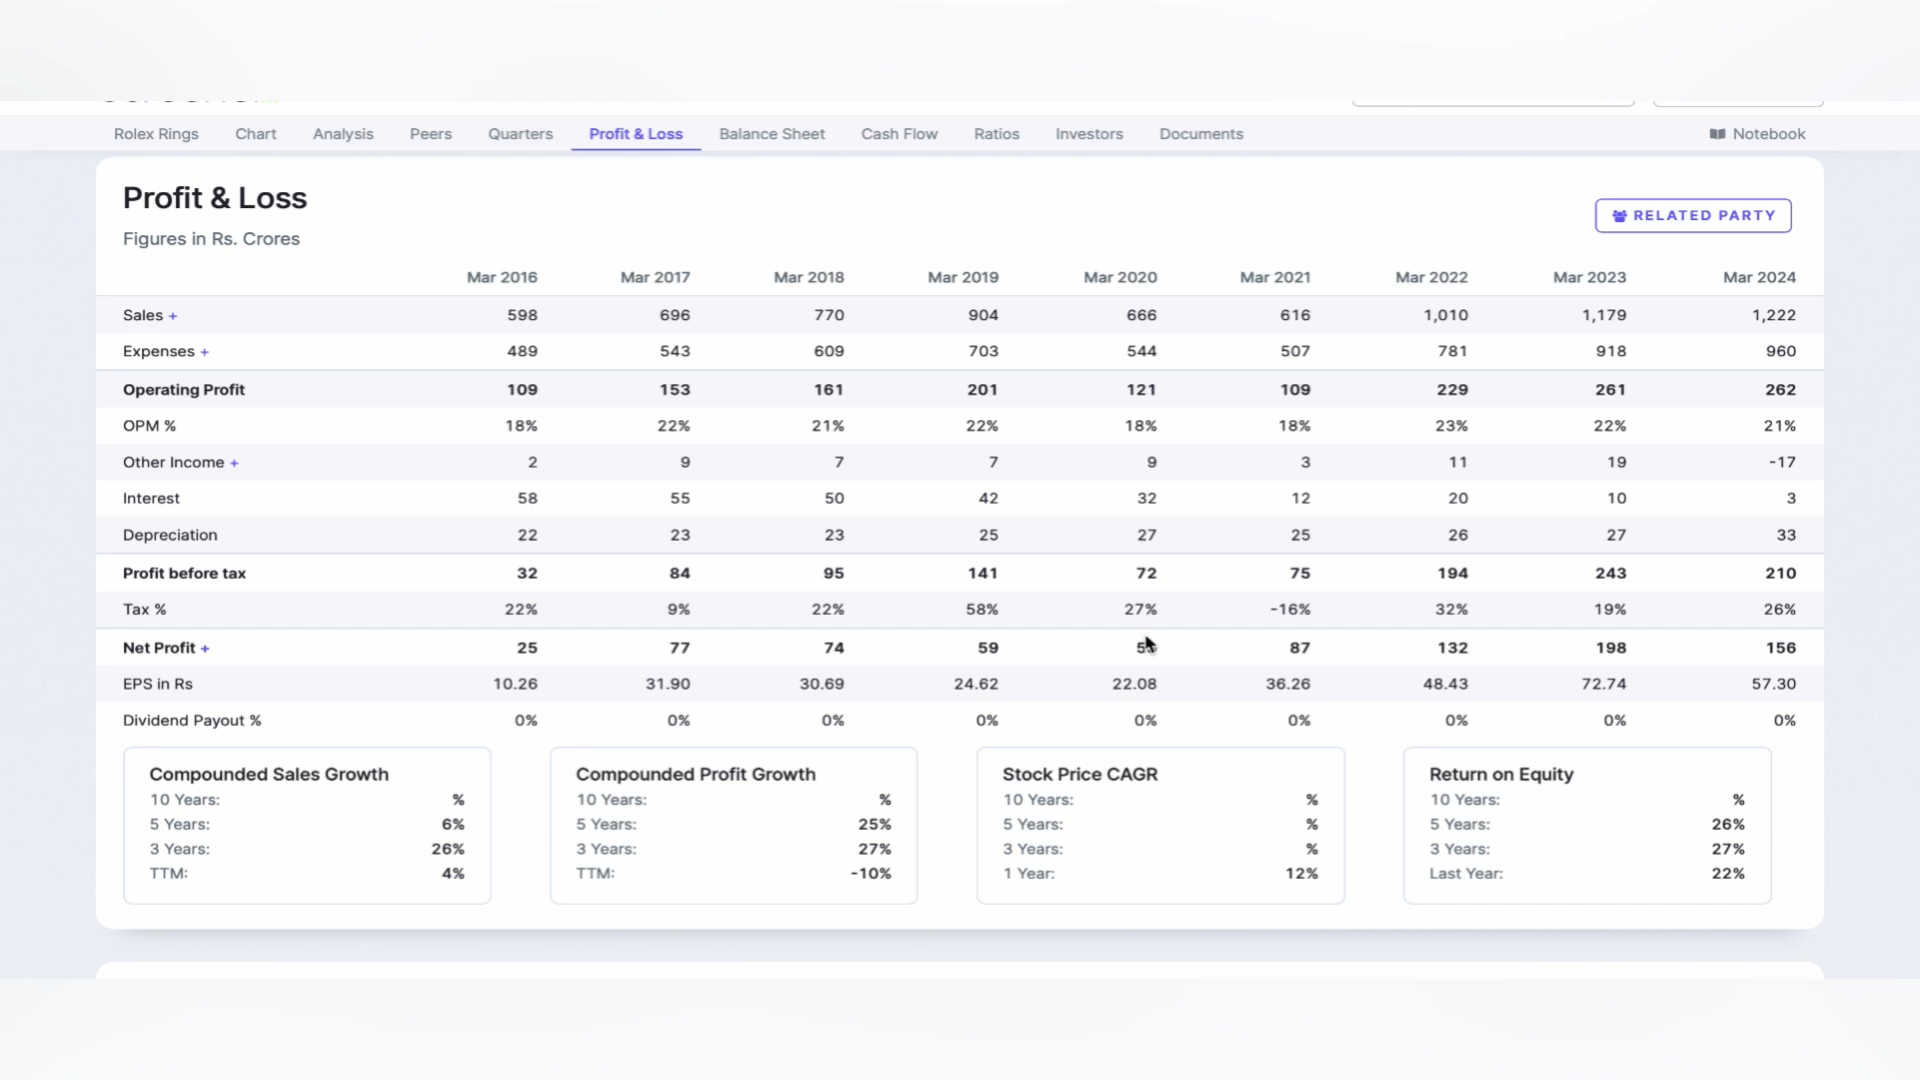 Rolex Rings Chart Analysis Peers Quarters Profit & Loss Balance Sheet Cash Flow Ratios Investors Documents Notebook
Profit & Loss
RELATED PARTY
Figures in Rs. Crores
Mar 2016 Mar 2017 Mar 2018 Mar 2019 Mar 2020 Mar 2021 Mar 2022 Mar 2023 Mar 2024
Sales + 598 696 770 904 666 616 1,010 1,179 1,222
Expenses + 489 543 609 703 544 507 781 918 960
Operating Profit 109 153 161 201 121 109 229 261 262
OPM % 18% 22% 21% 22% 18% 18% 23% 22% 21%
Other Income + 2 9 7 7 9 3 11 19 -17
Interest 58 55 50 42 32 12 20 10 3
Depreciation 22 23 23 25 27 25 26 27 33
Profit before tax 32 84 95 141 72 75 194 243 210
Tax % 22% 9% 22% 58% 27% -16% 32% 19% 26%
Net Profit + 25 77 74 59 87 132 198 156
EPS in Rs 10.26 31.90 30.69 24.62 22.08 36.26 48.43 72.74 57.30
Dividend Payout % 0% 0% 0% 0% 0% 0% 0% 0% 0%
Compounded Sales Growth
10 Years: %
5 Years: 6%
3 Years: 26%
TTM: 4%
Compounded Profit Growth
10 Years: %
5 Years: 25%
3 Years: 27%
TTM: -10%
Stock Price CAGR
10 Years: %
5 Years: %
3 Years: %
1 Year: 12%
Return on Equity
10 Years: %
5 Years: 26%
3 Years: 27%
Last Year: 22%